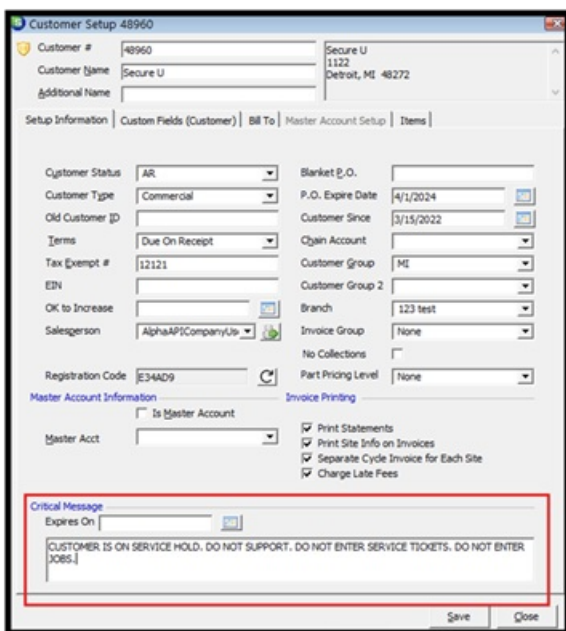 Customer Setup 48960
Customer # 48960
Customer Name Secure U
Additional Name
Secure U
1122
Detroit, MI 48272
Setup Information Custom Fields (Customer) Bill To Master Account Setup Items
Customer Status AR
Customer Type Commercial
Old Customer ID
Terms Due On Receipt
Tax Exempt # 12121
EIN
OK to Increase
Salesperson AlphaAPICompanyUs
Registration Code E34AD9
Blanket P.O.
P.O. Expire Date 4/1/2024
Customer Since 3/15/2022
Chain Account
Customer Group MI
Customer Group 2
Branch 123 test
Invoice Group None
No Collections
Part Pricing Level None
Master Account Information
Is Master Account
Master Acct
Invoice Printing
Print Statements
Print Site Info on Invoices
Separate Cycle Invoice for Each Site
Charge Late Fees
Critical Message
Expires On
CUSTOMER IS ON SERVICE HOLD. DO NOT SUPPORT. DO NOT ENTER SERVICE TICKETS. DO NOT ENTER
JOBS.
Save Close